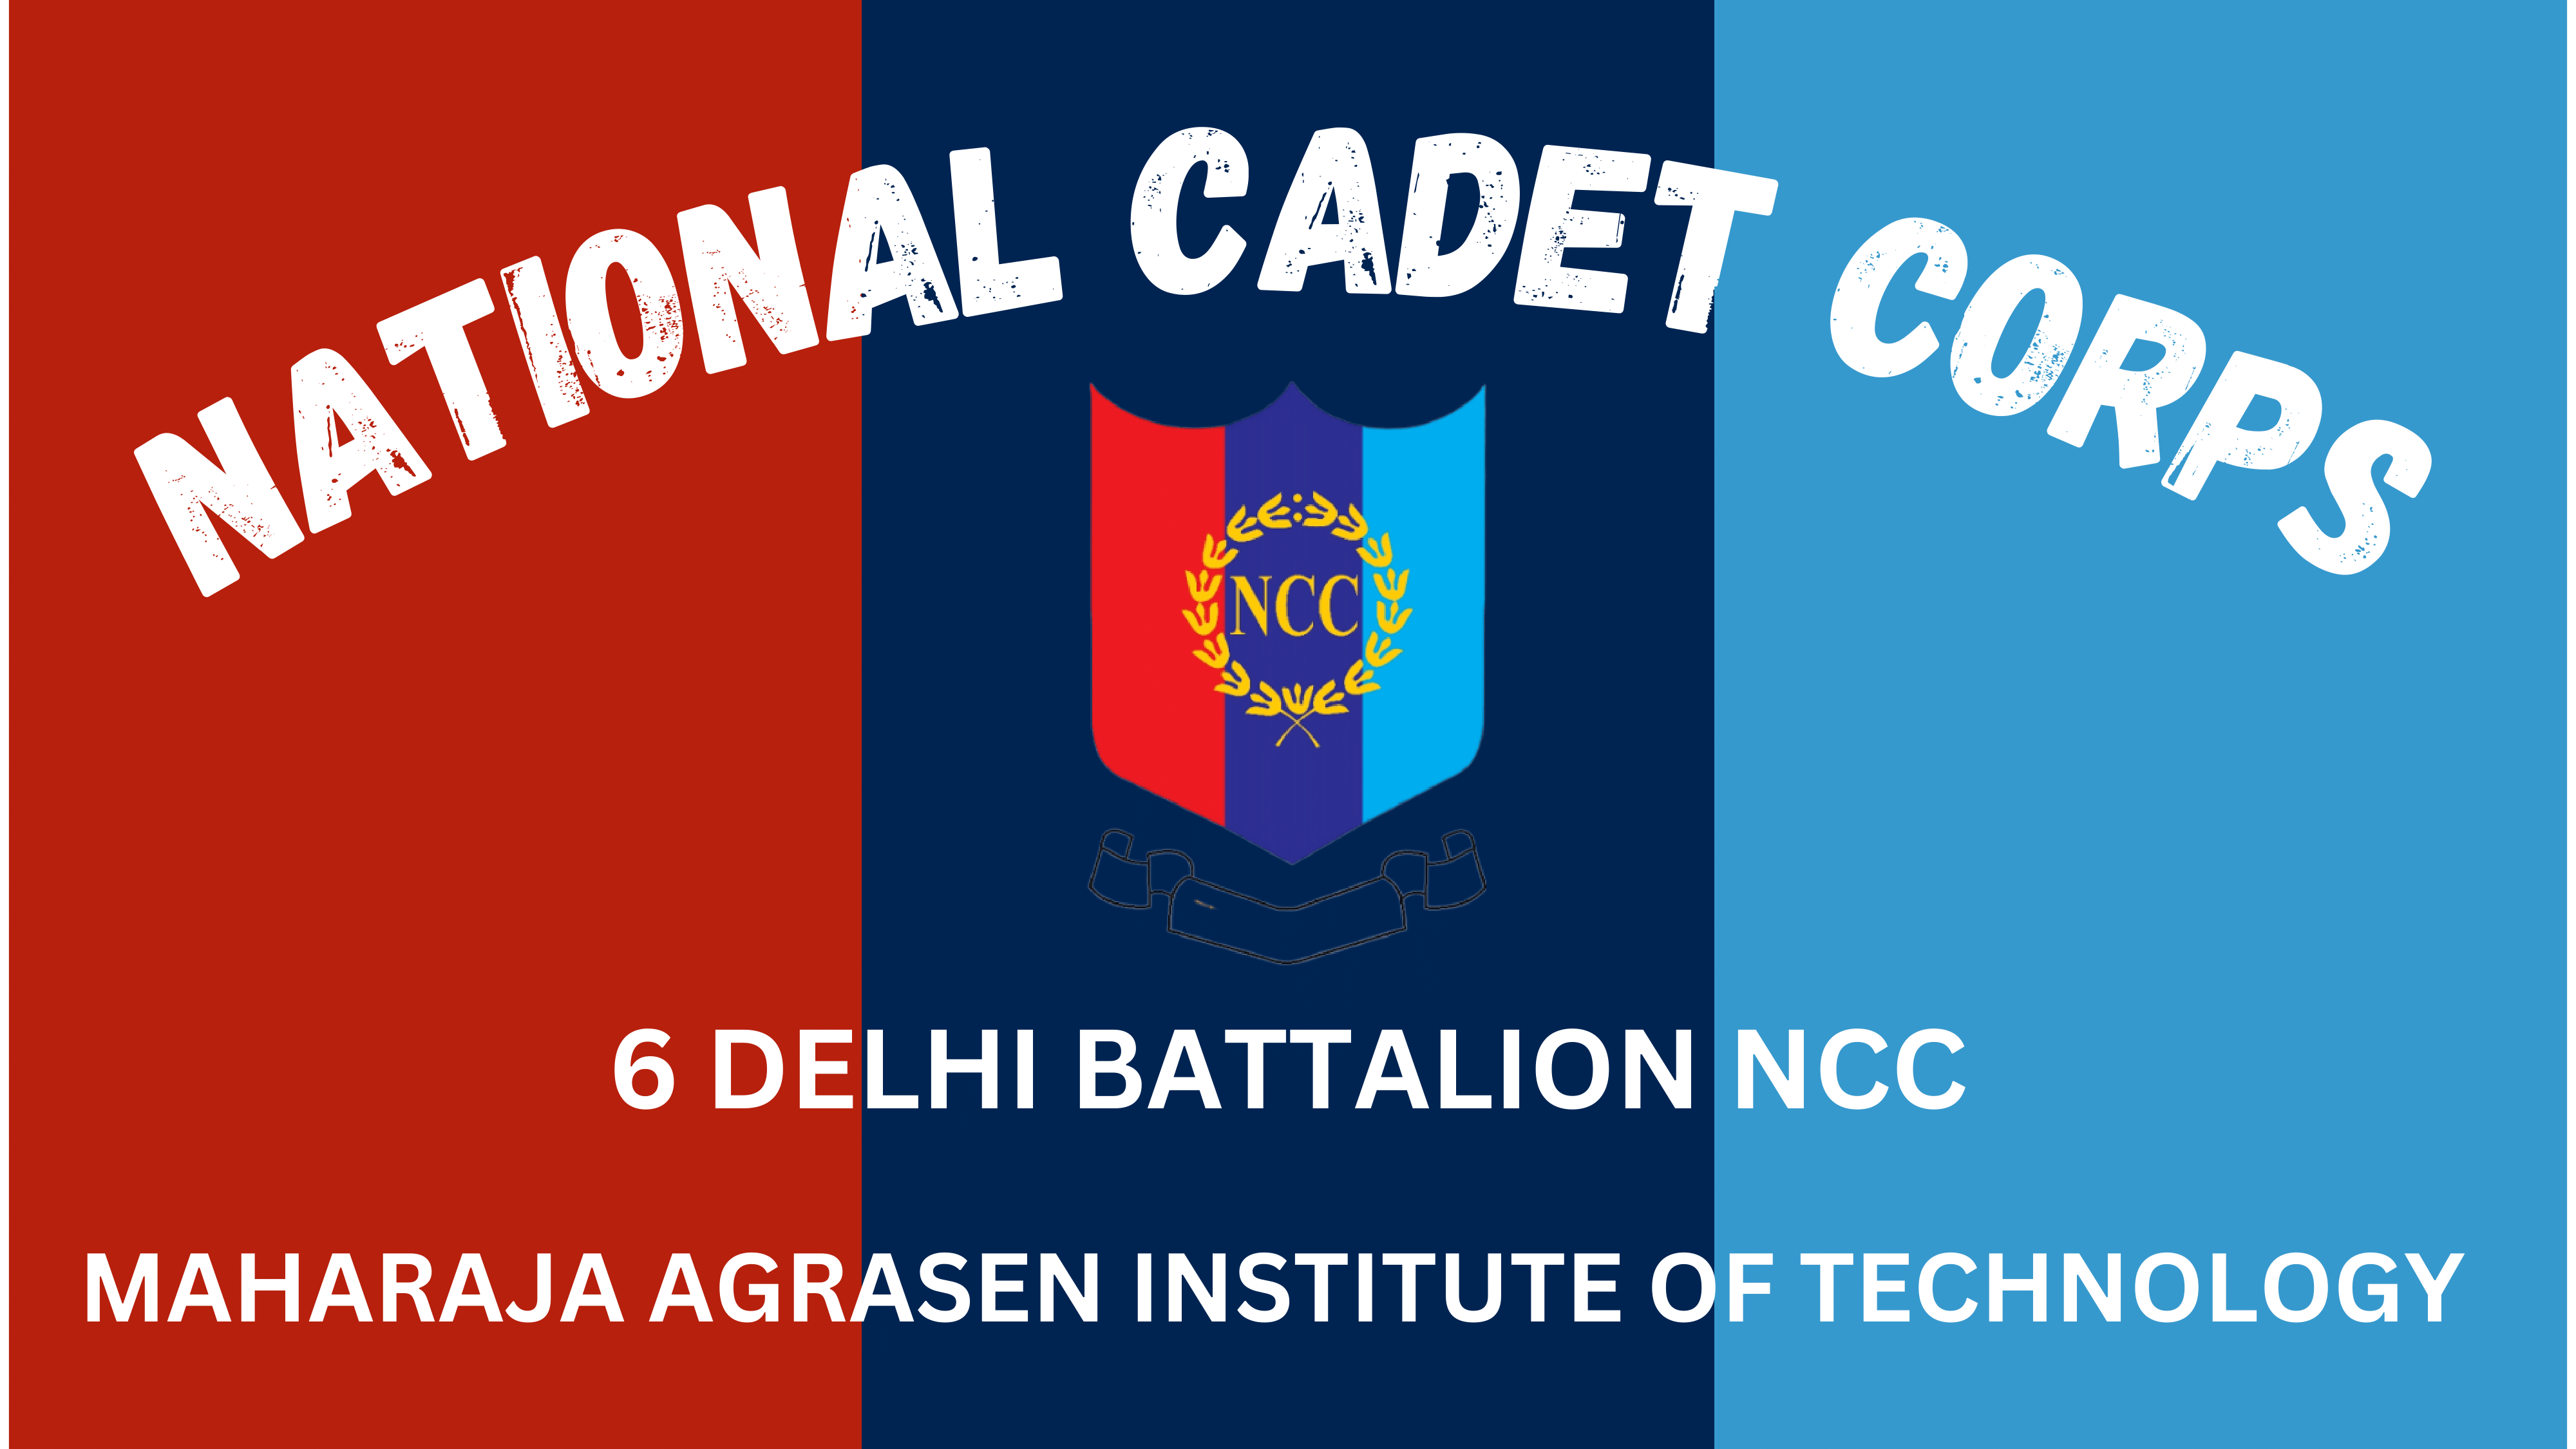 NATIONAL CADET CORPS
NCC
6 DELHI BATTALION NCC
MAHARAJA AGRASEN INSTITUTE OF TECHNOLOGY